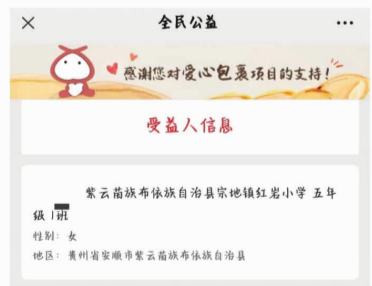 全民公益
感谢您对爱心包裹项目的支持!
受益人信息
紫云苗族布依族自治县宗地镇红岩小学 五年
级 1班
性别: 女
地区: 贵州省安顺市紫云苗族布依族自治县